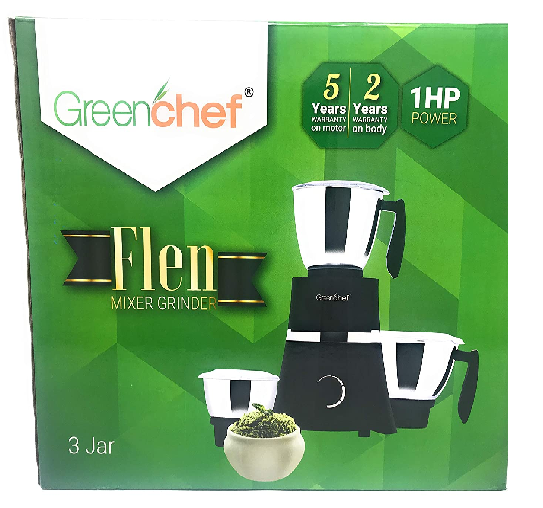 Greenchef®
5 Years WARRANTY on motor
2 Years WARRANTY on body
1HP
POWER
Flen
MIXER GRINDER
GreenChef
3 Jar